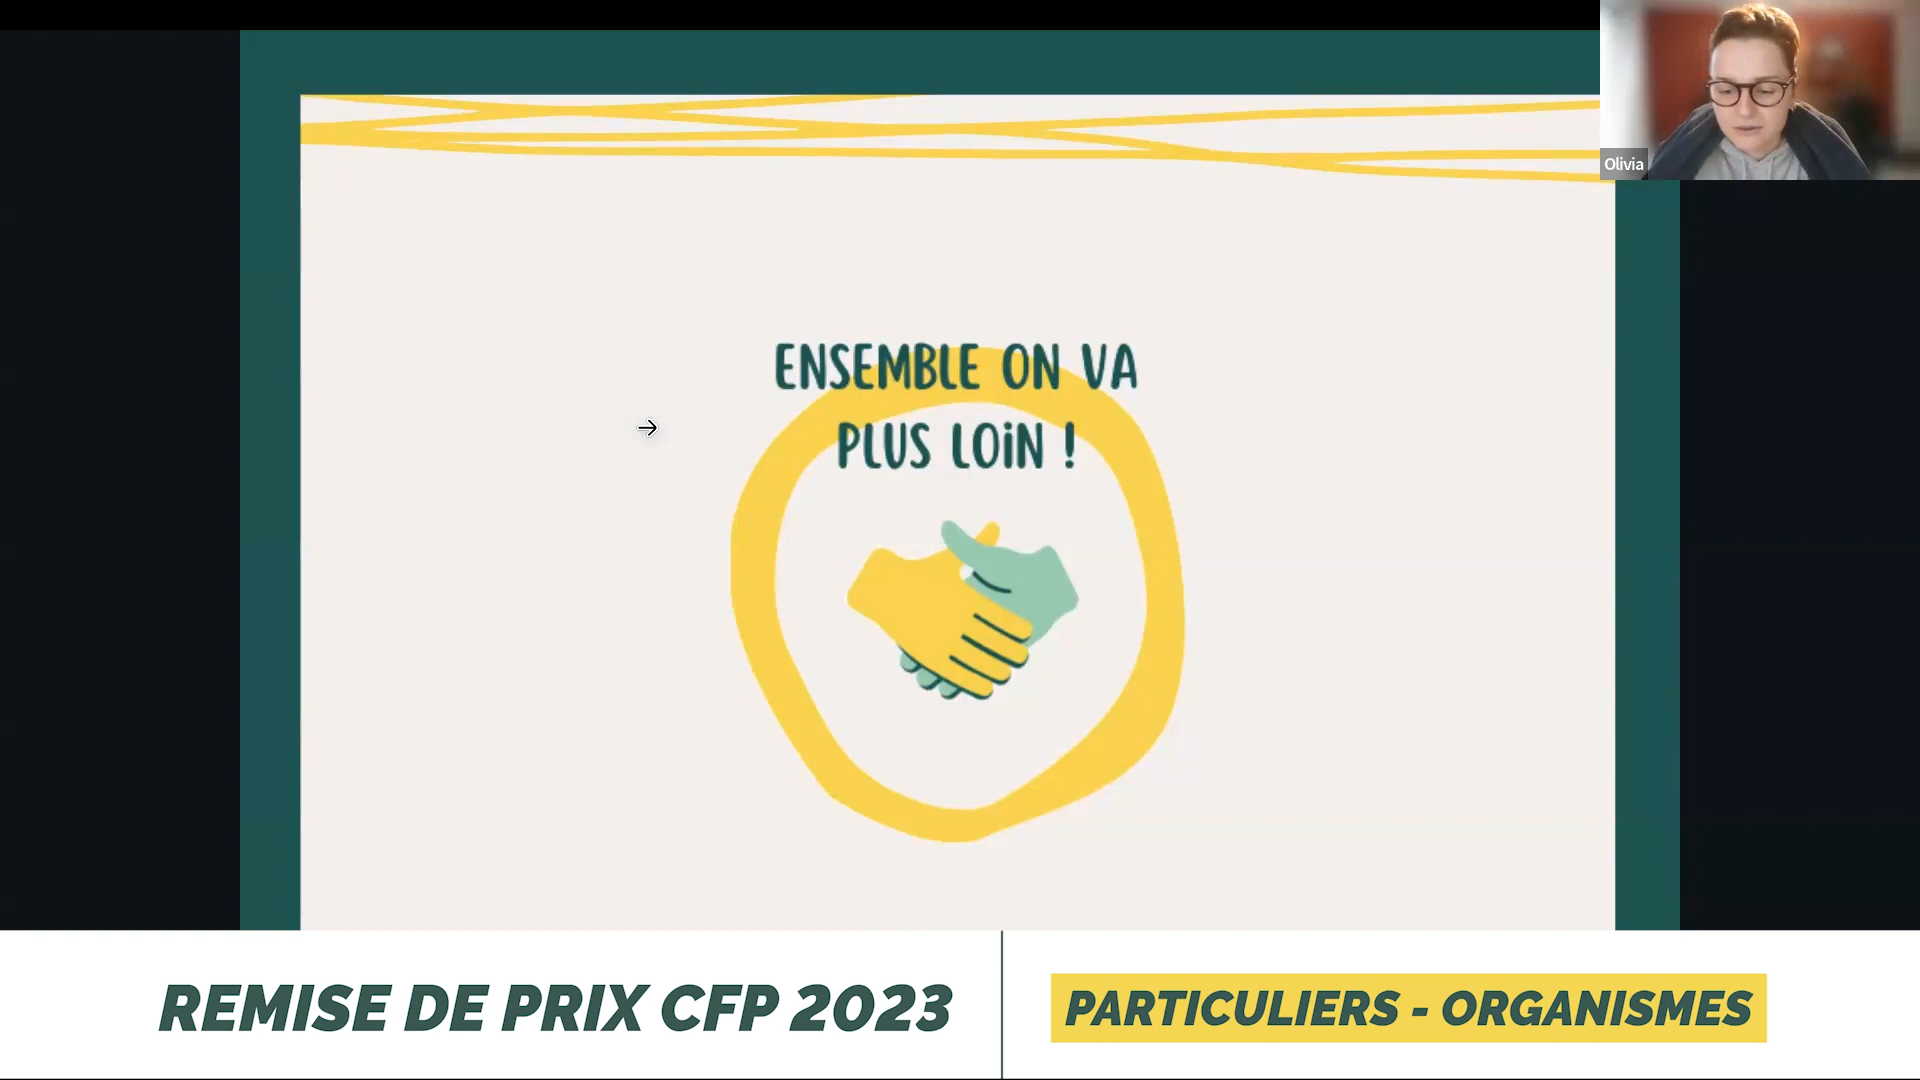 Olivia
ENSEMBLE ON VA
PLUS LOiN !
REMISE DE PRIX CFP 2023
PARTICULIERS - ORGANISMES